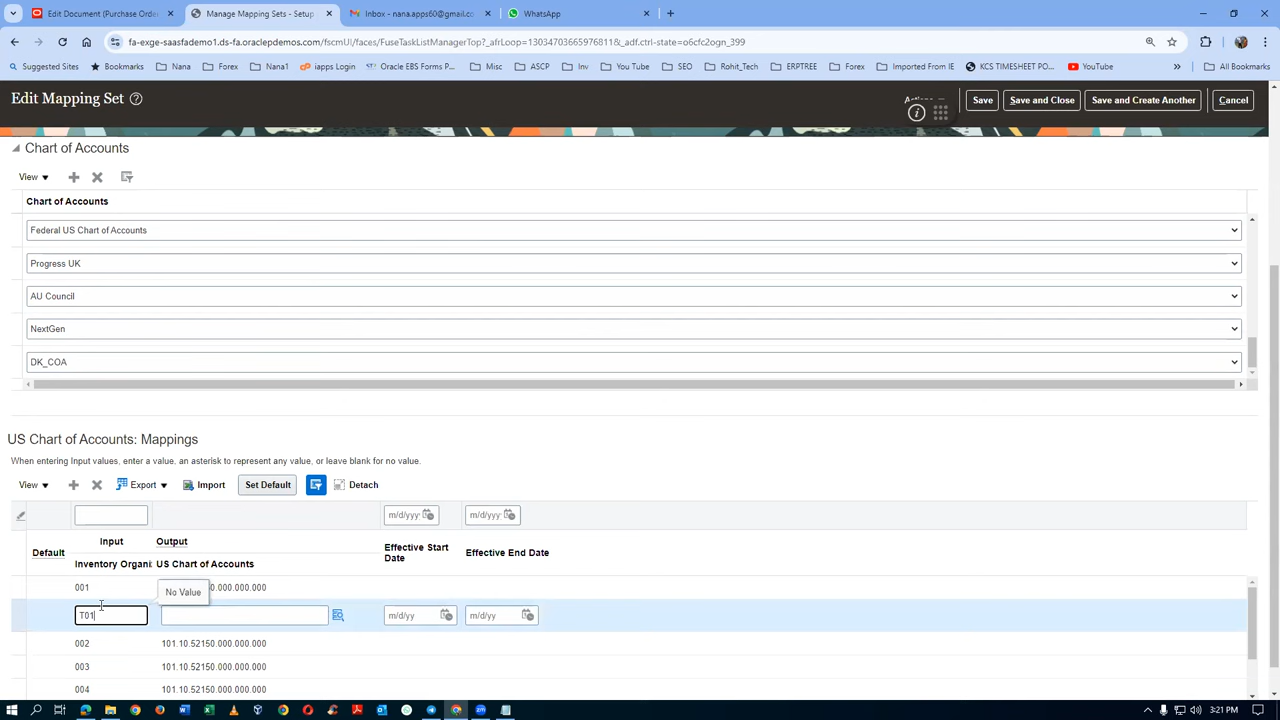 Edit Document (Purchase Orde
Manage Mapping Sets - Setup
Inbox - nana.apps60@gmail.c
WhatsApp
fa-exge-saasfademo1.ds-fa.oraclepdemos.com/fscmUI/faces/FuseTaskListManagerTop?_afrLoop=13034703665976811&_adf.ctrl-state=o6cfc2ogn_399
Suggested Sites
Bookmarks
Nana
Forex
Nana1
iapps Login
Oracle EBS Forms P...
Misc
ASCP
Inv
You Tube
SEO
Rohit_Tech
ERPTREE
Forex
Imported From IE
KCS TIMESHEET PO...
YouTube
All Bookmarks
Edit Mapping Set
Save
Save and Close
Save and Create Another
Cancel
Chart of Accounts
View
Chart of Accounts
Federal US Chart of Accounts
Progress UK
AU Council
NextGen
DK_COA
US Chart of Accounts: Mappings
When entering Input values, enter a value, an asterisk to represent any value, or leave blank for no value.
View
Export
Import
Set Default
Detach
m/d/yyy
m/d/yyy
Default
Input
Output
Effective Start Date
Effective End Date
Inventory Organi
US Chart of Accounts
001
0.000.000.000
No Value
T01
m/d/yy
m/d/yy
002
101.10.52150.000.000.000
003
101.10.52150.000.000.000
004
101.10.52150.000.000.000
3:21 PM